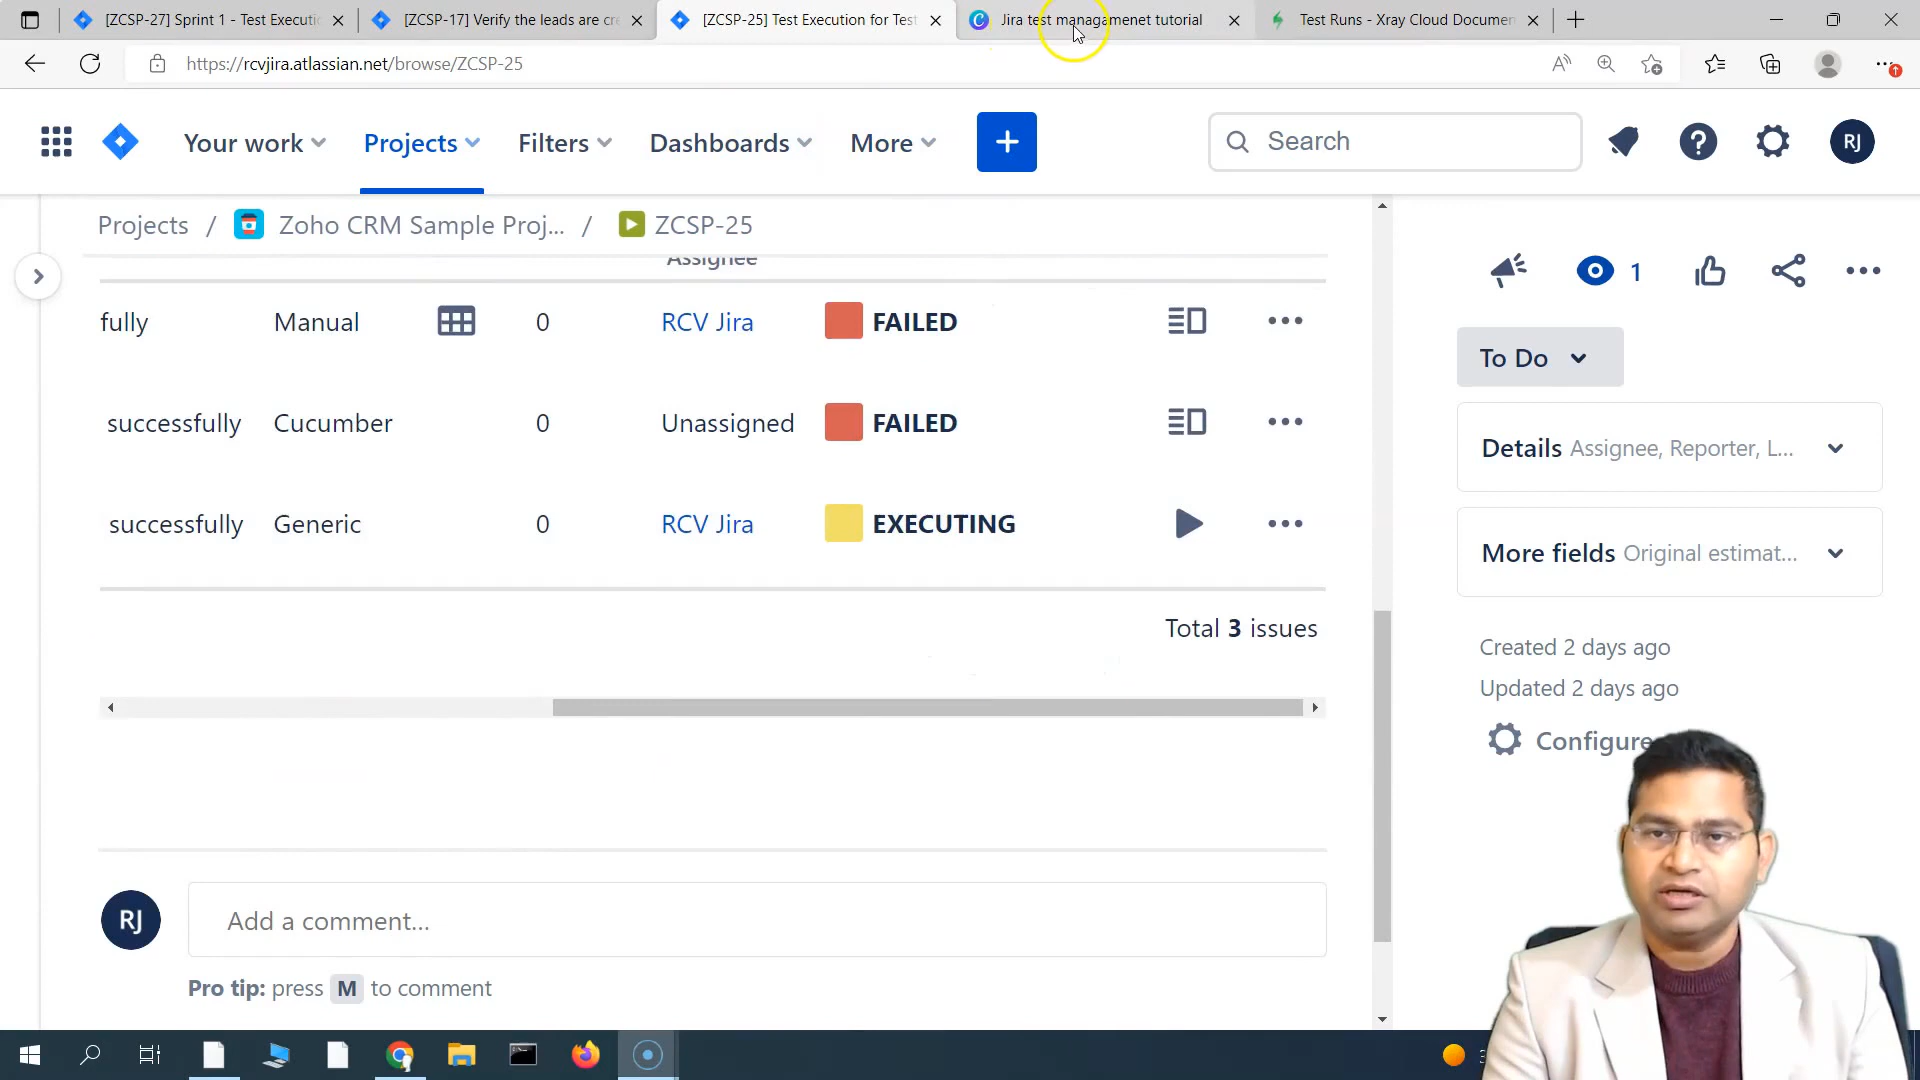 [ZCSP-27] Sprint 1 - Test Executi
[ZCSP-17] Verify the leads are cre
[ZCSP-25] Test Execution for Test
Jira test managamenet tutorial
Test Runs - Xray Cloud Documen
https://rcvjira.atlassian.net/browse/ZCSP-25
Your work
Projects
Filters
Dashboards
More
Search
RJ
Projects / Zoho CRM Sample Proj... / ZCSP-25
1
Assignee
fully Manual 0 RCV Jira FAILED
successfully Cucumber 0 Unassigned FAILED
successfully Generic 0 RCV Jira EXECUTING
Total 3 issues
To Do
Details Assignee, Reporter, L...
More fields Original estimat...
Created 2 days ago
Updated 2 days ago
Configure
RJ
Add a comment...
Pro tip: press M to comment